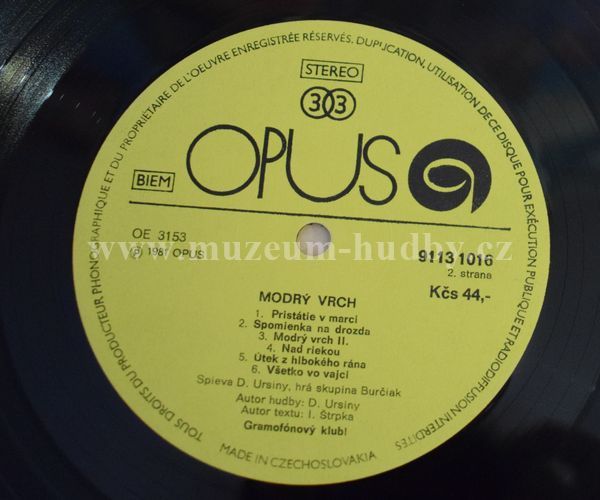 TOUS DROITS DU PRODUCTEUR PHONOGRAPHIQUE ET DU PROPRIÉTAIRE DE L'OEUVRE ENREGISTRÉE RÉSERVÉS. DUPLICATION, UTILISATION DE CE DISQUE POUR EXÉCUTION PUBLIQUE ET RADIODIFFUSION INTERDITES
STEREO
33
OPUS
BIEM
OE 3153
℗ 1981 OPUS
9113 1016
2. strana
Kčs 44,-
www.muzeum-hudby.cz
MODRÝ VRCH
1. Pristátie v marci
2. Spomienka na drozda
3. Modrý vrch II.
4. Nad riekou
5. Útek z hlbokého rána
6. Všetko vo vajci
Spieva D. Ursiny, hrá skupina Burčiak
Autor hudby: D. Ursiny
Autor textu: I. Štrpka
Gramofónový klub!
MADE IN CZECHOSLOVAKIA